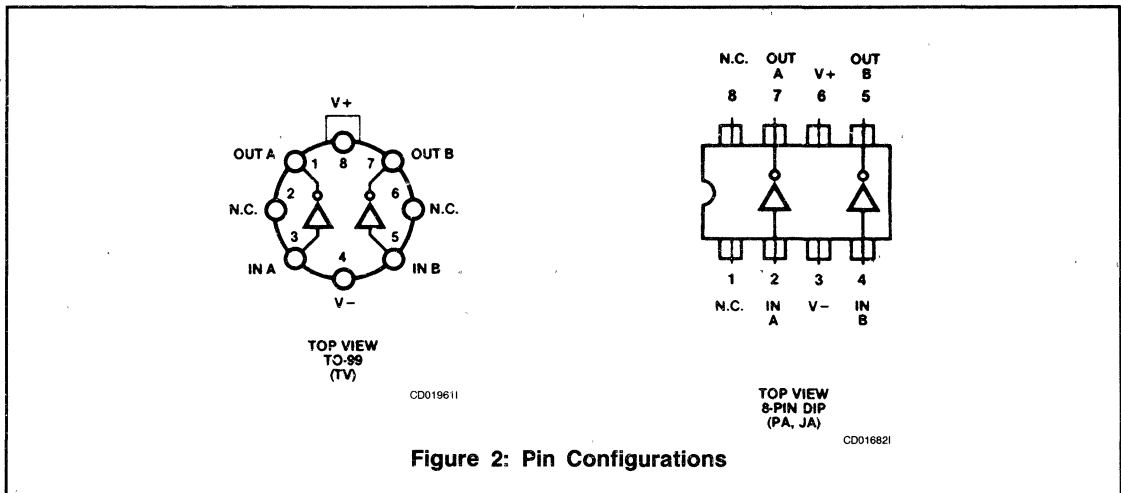 V+
OUT A 1 8 7 OUT B
2 6
N.C. N.C.
3 4 5
IN A IN B
V−
TOP VIEW
TO-99
(TV)
CD01961I
N.C. OUT OUT
A V+ B
8 7 6 5
1 2 3 4
N.C. IN V− IN
A B
TOP VIEW
8-PIN DIP
(PA, JA)
CD01682I
Figure 2: Pin Configurations